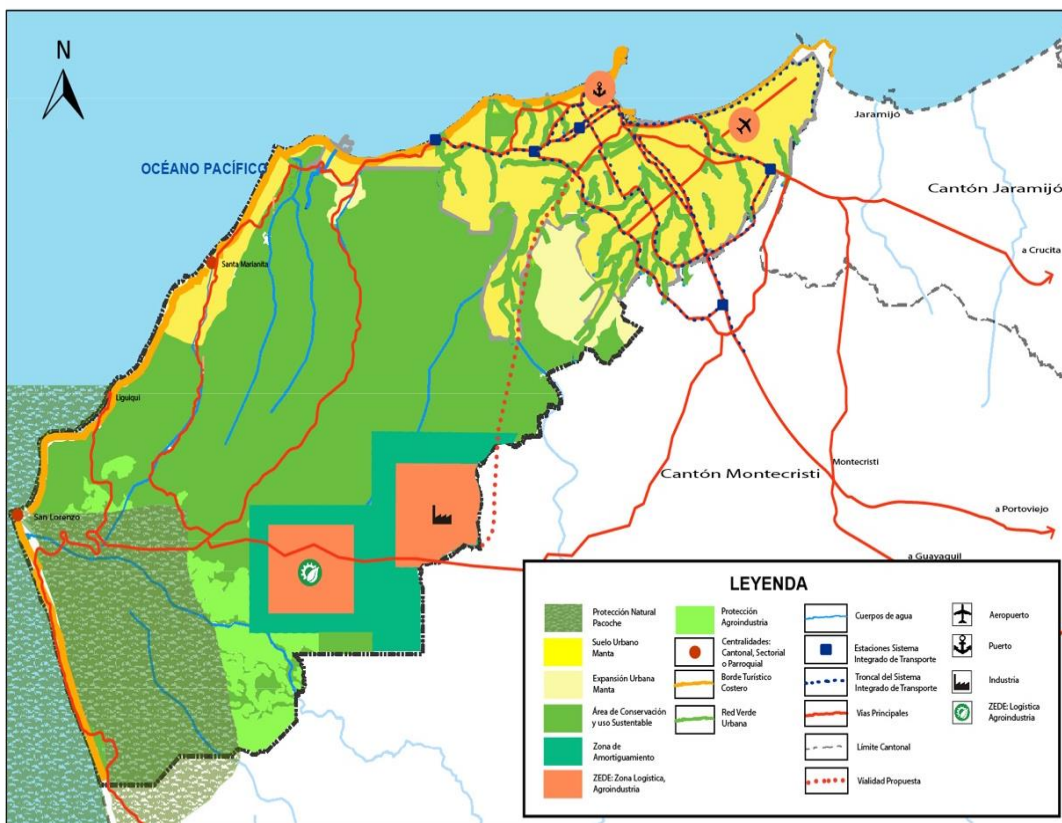 N
OCÉANO PACÍFICO
Jaramijó
Cantón Jaramijó
a Crucita
Santa Marianita
Liguiqui
San Lorenzo
Cantón Montecristi
Montecristi
a Portoviejo
a Guayaquil
LEYENDA
Protección Natural
Pacoche
Suelo Urbano
Manta
Expansión Urbana
Manta
Área de Conservación
y uso Sustentable
Zona de
Amortiguamiento
ZEDE: Zona Logística,
Agroindustria
Protección
Agroindustria
Centralidades:
Cantonal, Sectorial
o Parroquial
Borde Turístico
Costero
Red Verde
Urbana
Cuerpos de agua
Estaciones Sistema
Integrado de Transporte
Troncal del Sistema
Integrado de Transporte
Vías Principales
Límite Cantonal
Vialidad Propuesta
Aeropuerto
Puerto
Industria
ZEDE: Logística
Agroindustria